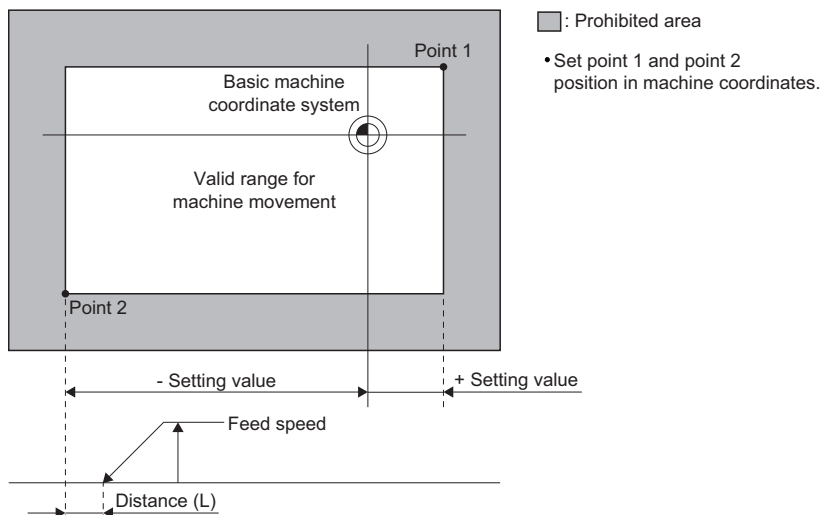 : Prohibited area
Point 1
• Set point 1 and point 2
position in machine coordinates.
Basic machine
coordinate system
Valid range for
machine movement
Point 2
- Setting value
+ Setting value
Feed speed
Distance (L)